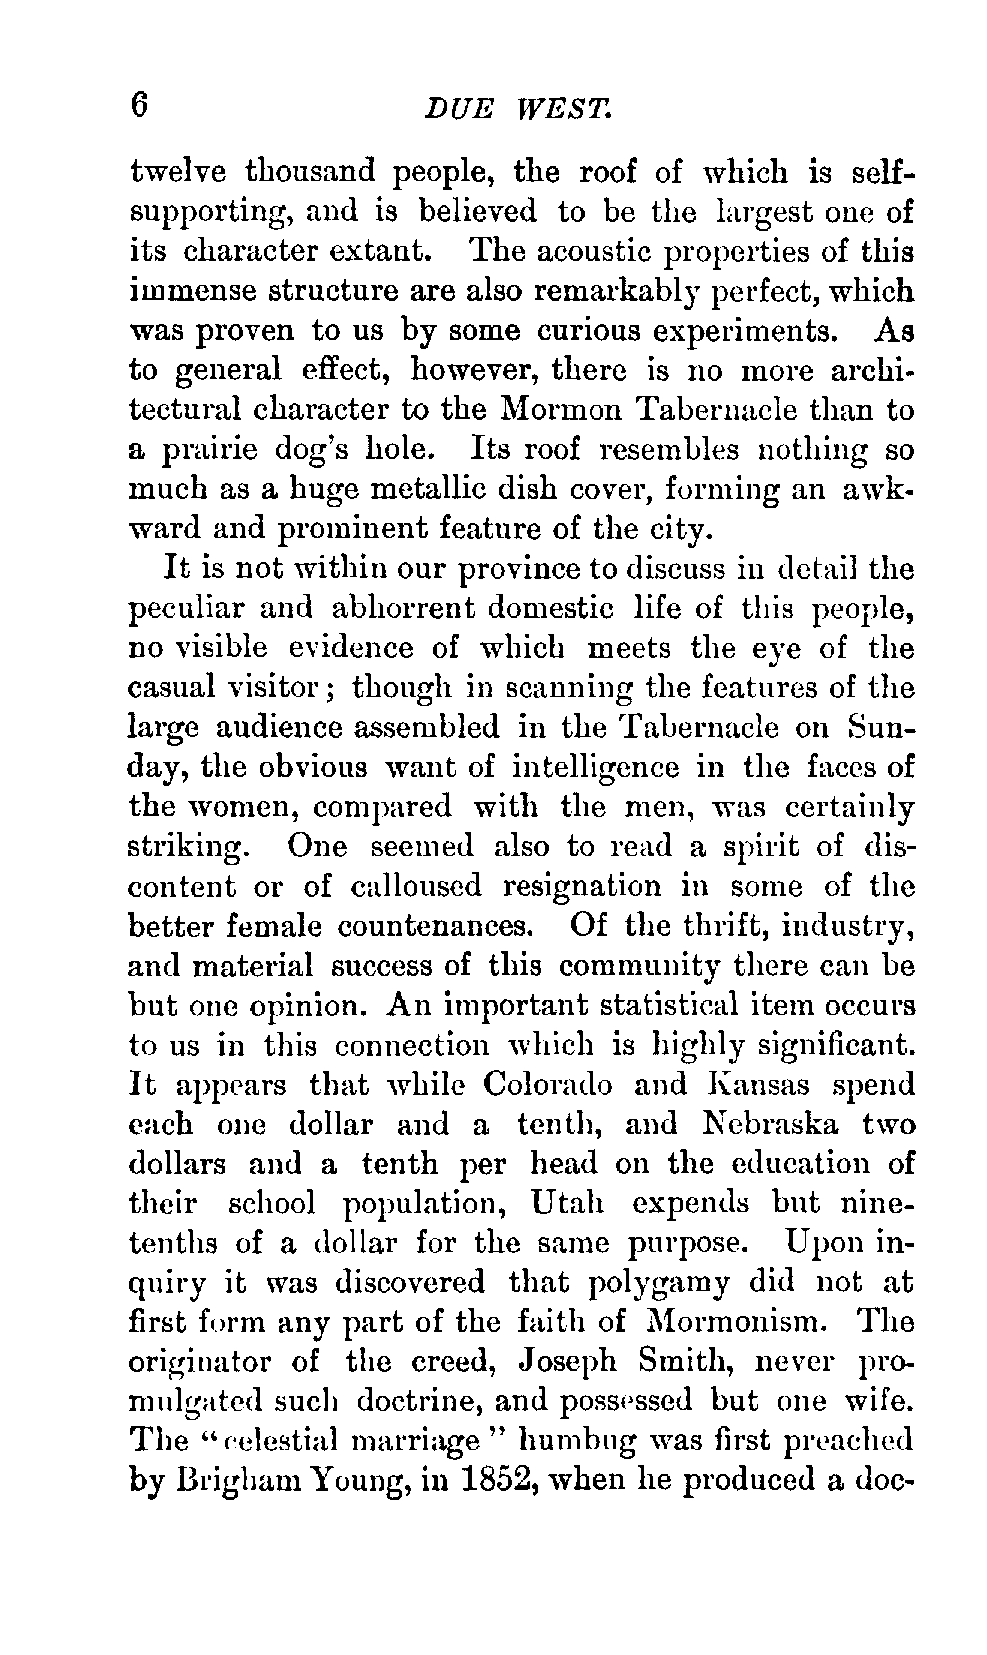 6 DUE WEST.
twelve thousand people, the roof of which is self-
supporting, and is believed to be the largest one of
its character extant. The acoustic properties of this
immense structure are also remarkably perfect, which
was proven to us by some curious experiments. As
to general effect, however, there is no more archi-
tectural character to the Mormon Tabernacle than to
a prairie dog's hole. Its roof resembles nothing so
much as a huge metallic dish cover, forming an awk-
ward and prominent feature of the city.
It is not within our province to discuss in detail the
peculiar and abhorrent domestic life of this people,
no visible evidence of which meets the eye of the
casual visitor; though in scanning the features of the
large audience assembled in the Tabernacle on Sun-
day, the obvious want of intelligence in the faces of
the women, compared with the men, was certainly
striking. One seemed also to read a spirit of dis-
content or of calloused resignation in some of the
better female countenances. Of the thrift, industry,
and material success of this community there can be
but one opinion. An important statistical item occurs
to us in this connection which is highly significant.
It appears that while Colorado and Kansas spend
each one dollar and a tenth, and Nebraska two
dollars and a tenth per head on the education of
their school population, Utah expends but nine-
tenths of a dollar for the same purpose. Upon in-
quiry it was discovered that polygamy did not at
first form any part of the faith of Mormonism. The
originator of the creed, Joseph Smith, never pro-
mulgated such doctrine, and possessed but one wife.
The "celestial marriage" humbug was first preached
by Brigham Young, in 1852, when he produced a doc-